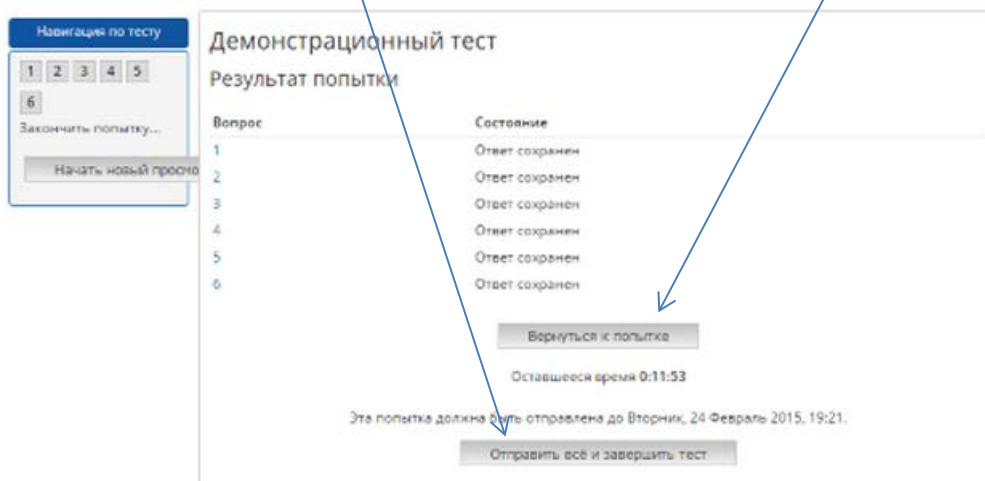 Навигация по тесту
1 2 3 4 5
6
Закончить попытку...
Начать новый просмо
Демонстрационный тест
Результат попытки
Вопрос Состояние
1 Ответ сохранен
2 Ответ сохранен
3 Ответ сохранен
4 Ответ сохранен
5 Ответ сохранен
6 Ответ сохранен
Вернуться к попытке
Оставшееся время 0:11:53
Эта попытка должна быть отправлена до Вторник, 24 Февраль 2015, 19:21.
Отправить всё и завершить тест